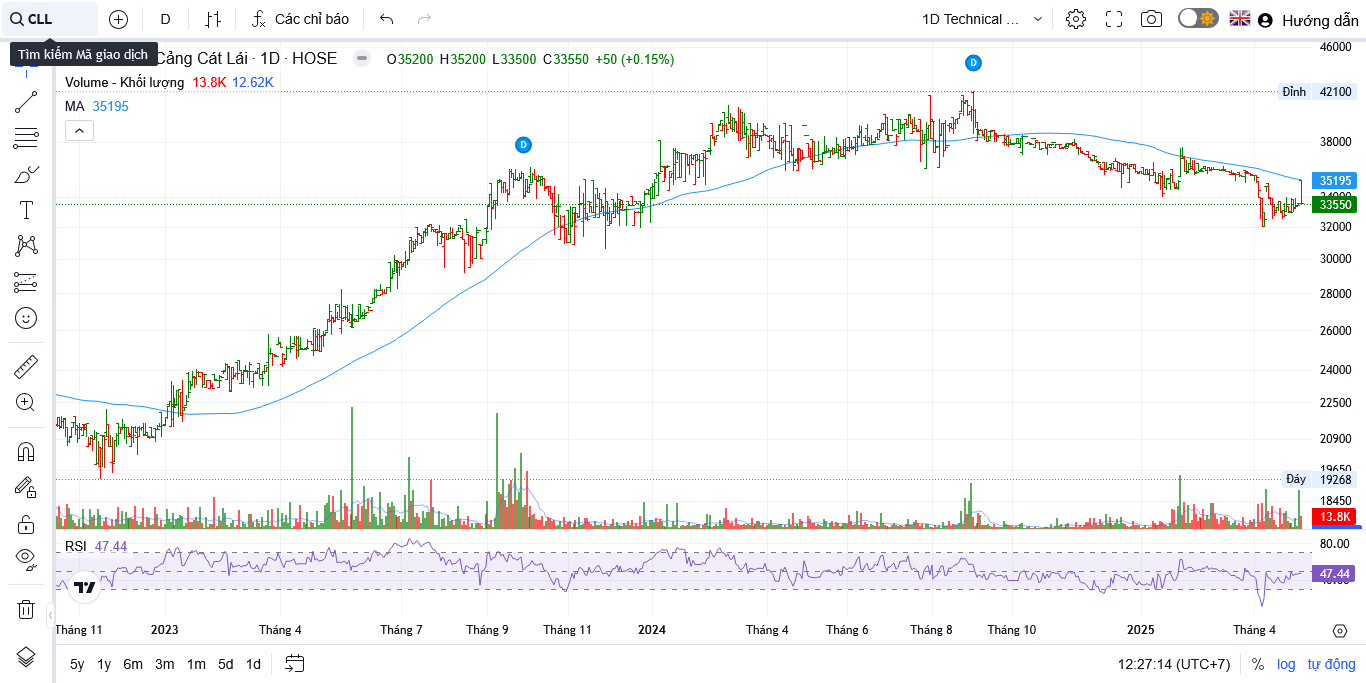 CLL D Các chỉ báo 1D Technical ... Hướng dẫn
Tìm kiếm Mã giao dịch
Cảng Cát Lái · 1D · HOSE O35200 H35200 L33500 C33550 +50 (+0.15%)
Volume - Khối lượng 13.8K 12.62K
MA 35195
D
D
46000
Đỉnh 42100
38000
35195
34000
33550
32000
30000
28000
26000
24000
22500
20900
19650
Đáy 19268
18450
13.8K
RSI 47.44
80.00
47.44
Tháng 11 2023 Tháng 4 Tháng 7 Tháng 9 Tháng 11 2024 Tháng 4 Tháng 6 Tháng 8 Tháng 10 2025 Tháng 4
5y 1y 6m 3m 1m 5d 1d 12:27:14 (UTC+7) % log tự động